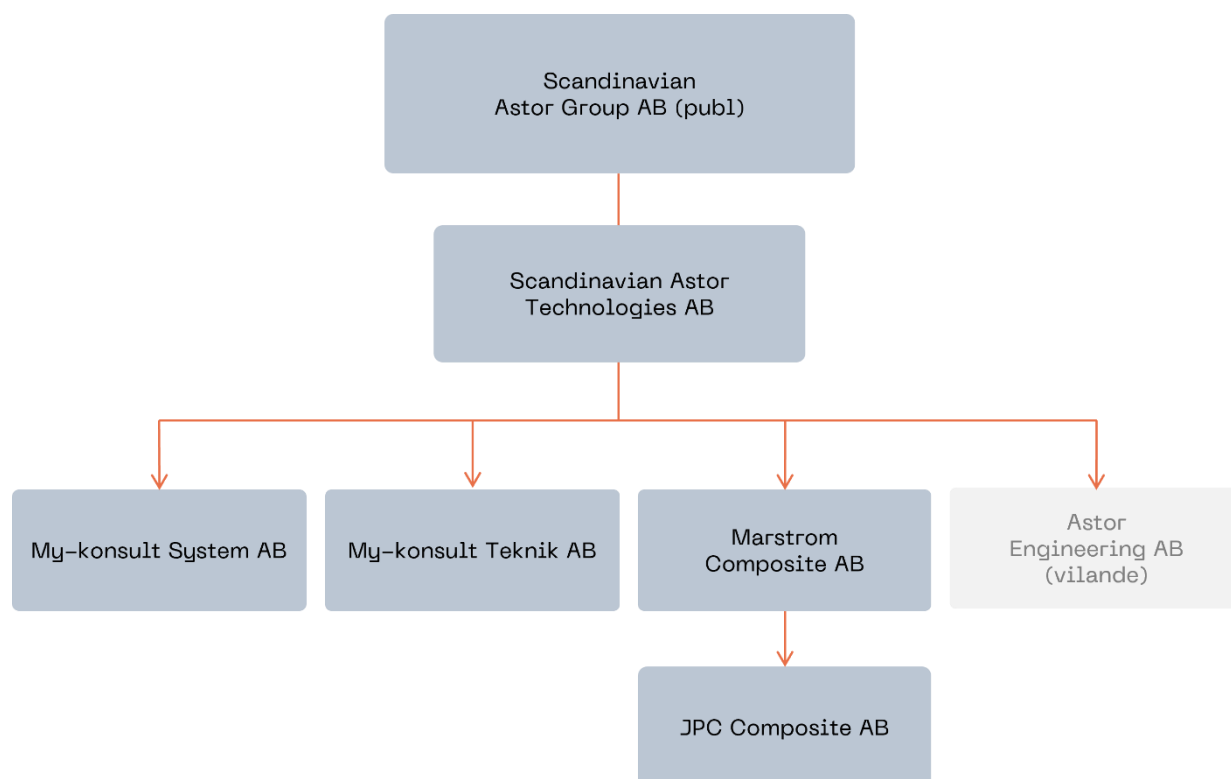 Scandinavian
Astor Group AB (publ)
Scandinavian Astor
Technologies AB
My-konsult System AB
My-konsult Teknik AB
Marstrom
Composite AB
Astor
Engineering AB
(vilande)
JPC Composite AB